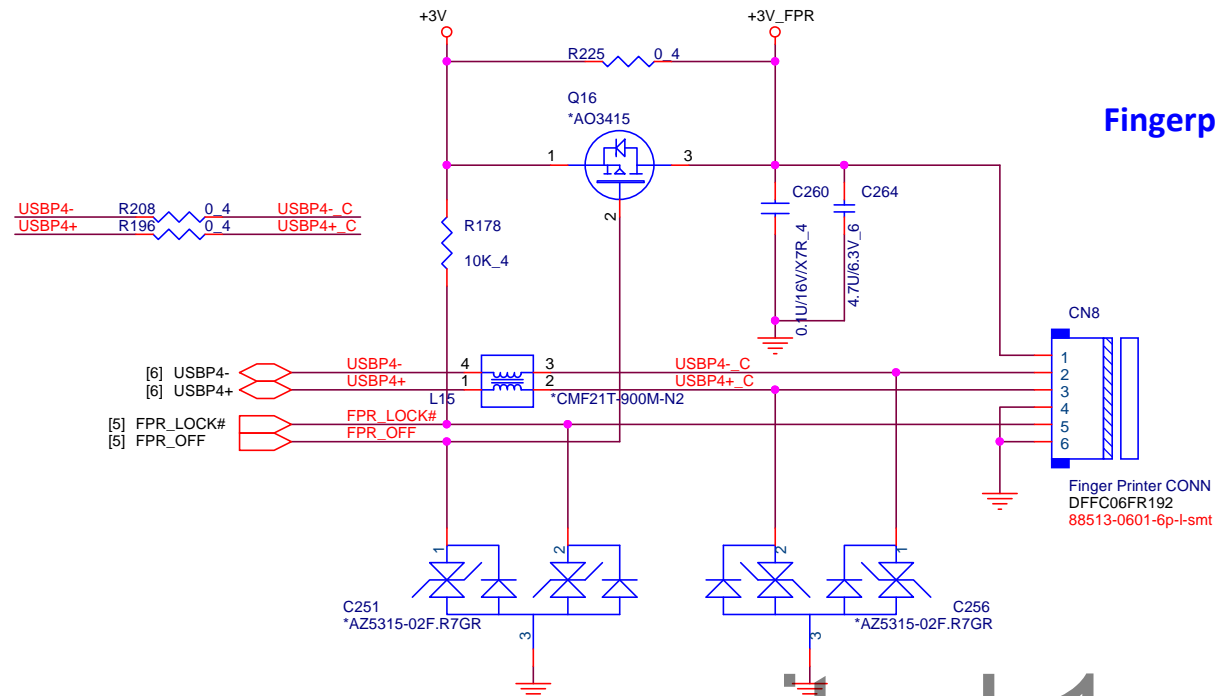 +3V
+3V_FPR
R225 0_4
Q16
*AO3415
Fingerp
1 3
2
C260 C264
0.1U/16V/X7R_4
4.7U/6.3V_6
USBP4- R208 0_4 USBP4-_C
USBP4+ R196 0_4 USBP4+_C
R178
10K_4
CN8
[6] USBP4- USBP4- 4 3 USBP4-_C
[6] USBP4+ USBP4+ 1 2 USBP4+_C
L15 *CMF21T-900M-N2
[5] FPR_LOCK# FPR_LOCK#
[5] FPR_OFF FPR_OFF
1
2
3
4
5
6
Finger Printer CONN
DFFC06FR192
88513-0601-6p-l-smt
1 2 2 1
C251
*AZ5315-02F.R7GR
3
C256
*AZ5315-02F.R7GR
3